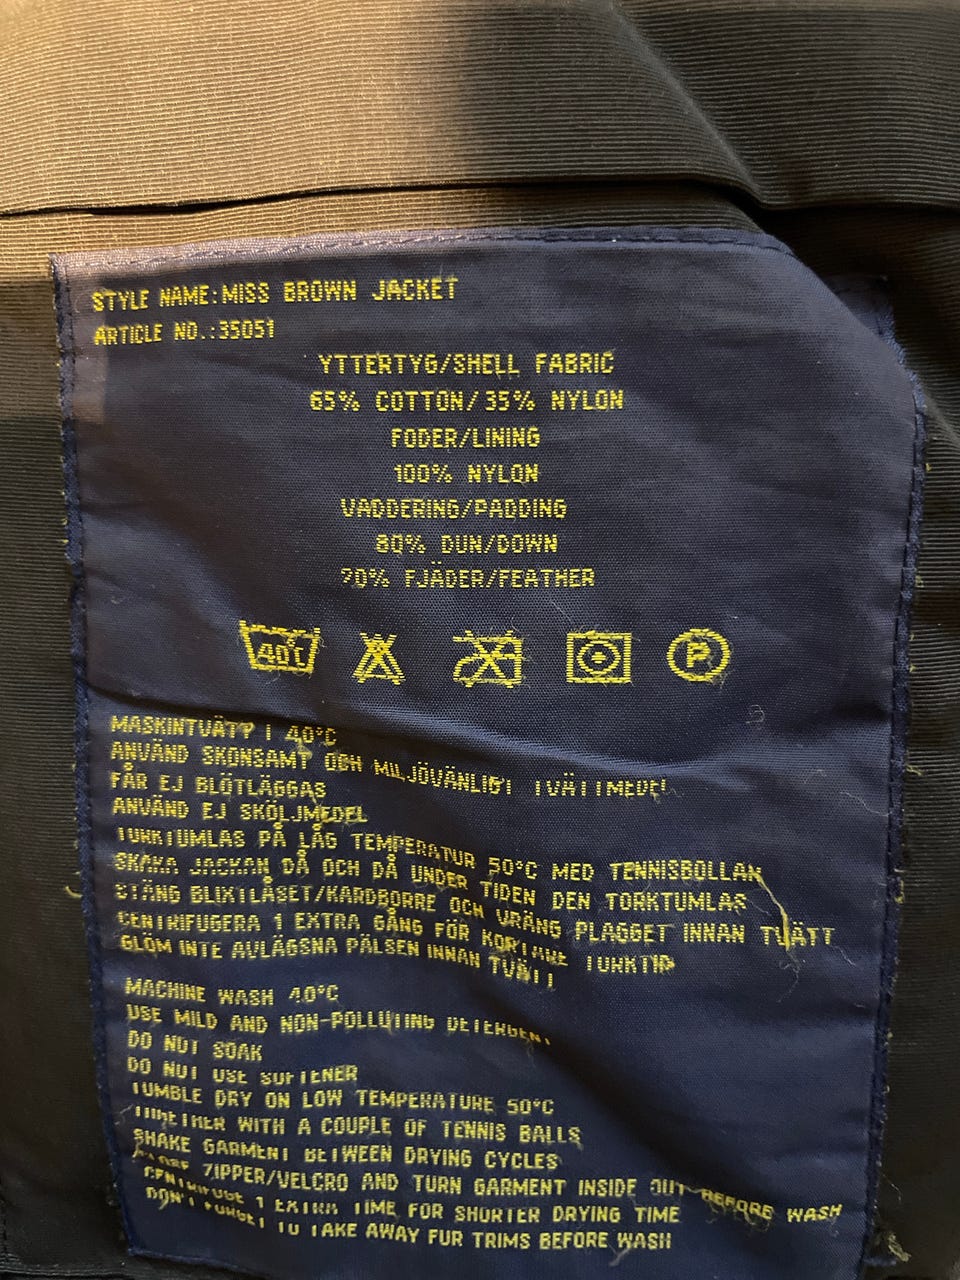 STYLE NAME:MISS BROWN JACKET
ARTICLE NO.:35051
YTTERTYG/SHELL FABRIC
65% COTTON/35% NYLON
FODER/LINING
100% NYLON
VADDERING/PADDING
80% DUN/DOWN
20% FJÄDER/FEATHER
40C P
MASKINTVÄTT I 40°C
ANVÄND SKONSAMT OCH MILJÖVÄNLIGT TVÄTTMEDEL
FÅR EJ BLÖTLÄGGAS
ANVÄND EJ SKÖLJMEDEL
TORKTUMLAS PÅ LÅG TEMPERATUR 50°C MED TENNISBOLLAR
SKAKA JACKAN DÅ OCH DÅ UNDER TIDEN DEN TORKTUMLAS
STÄNG BLIXTLÅSET/KARDBORRE OCH VRÄNG PLAGGET INNAN TVÄTT
CENTRIFUGERA 1 EXTRA GÅNG FÖR KORTARE TORKTID
GLÖM INTE AVLÄGSNA PÄLSEN INNAN TVÄTT
MACHINE WASH 40°C
USE MILD AND NON-POLLUTING DETERGENT
DO NOT SOAK
DO NOT USE SOFTENER
TUMBLE DRY ON LOW TEMPERATURE 50°C
TOGETHER WITH A COUPLE OF TENNIS BALLS
SHAKE GARMENT BETWEEN DRYING CYCLES
CLOSE ZIPPER/VELCRO AND TURN GARMENT INSIDE OUT BEFORE WASH
CENTRIFUGE 1 EXTRA TIME FOR SHORTER DRYING TIME
DON'T FORGET TO TAKE AWAY FUR TRIMS BEFORE WASH